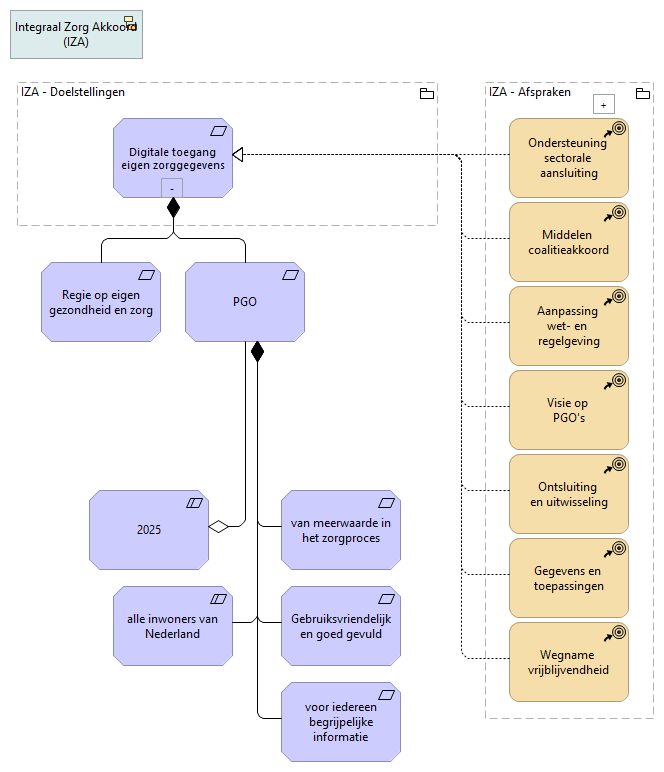 Integraal Zorg Akkoord
(IZA)
IZA - Doelstellingen
IZA - Afspraken
+
Digitale toegang
eigen zorggegevens
-
Ondersteuning
sectorale
aansluiting
Middelen
coalitieakkoord
Regie op eigen
gezondheid en zorg
PGO
Aanpassing
wet- en
regelgeving
Visie op
PGO's
Ontsluiting
en uitwisseling
2025
van meerwaarde in
het zorgproces
Gegevens en
toepassingen
alle inwoners van
Nederland
Gebruiksvriendelijk
en goed gevuld
Wegname
vrijblijvendheid
voor iedereen
begrijpelijke
informatie